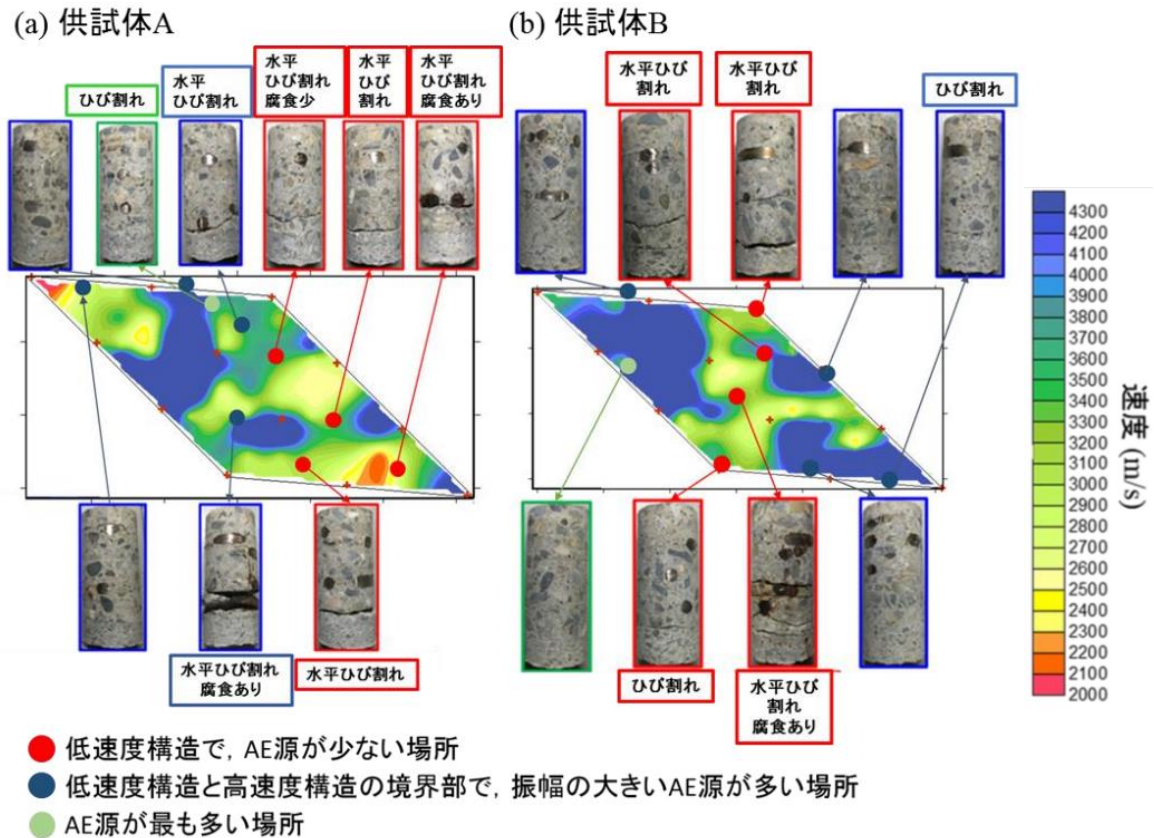 (a) 供試体A
(b) 供試体B
ひび割れ
水平
ひび割れ
水平
ひび割れ
腐食少
水平
ひび
割れ
水平
ひび割れ
腐食あり
水平ひび
割れ
水平ひび
割れ
ひび割れ
水平ひび割れ
腐食あり
水平ひび割れ
ひび割れ
水平ひび
割れ
腐食あり
4300
4200
4100
4000
3900
3800
3700
3600
3500
3400
3300
3200
3100
3000
2900
2800
2700
2600
2500
2400
2300
2200
2100
2000
速度 (m/s)
低速度構造で, AE源が少ない場所
低速度構造と高速度構造の境界部で, 振幅の大きいAE源が多い場所
AE源が最も多い場所